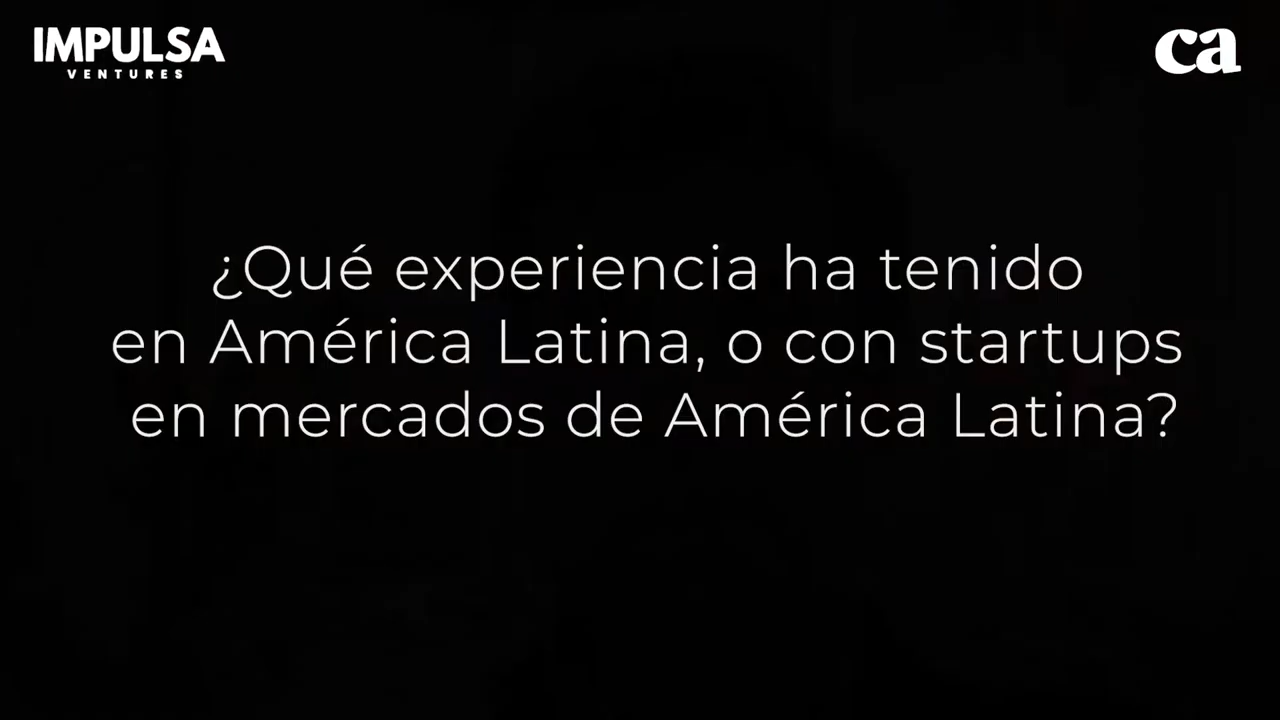 IMPULSA
VENTURES
ca
¿Qué experiencia ha tenido
en América Latina, o con startups
en mercados de América Latina?